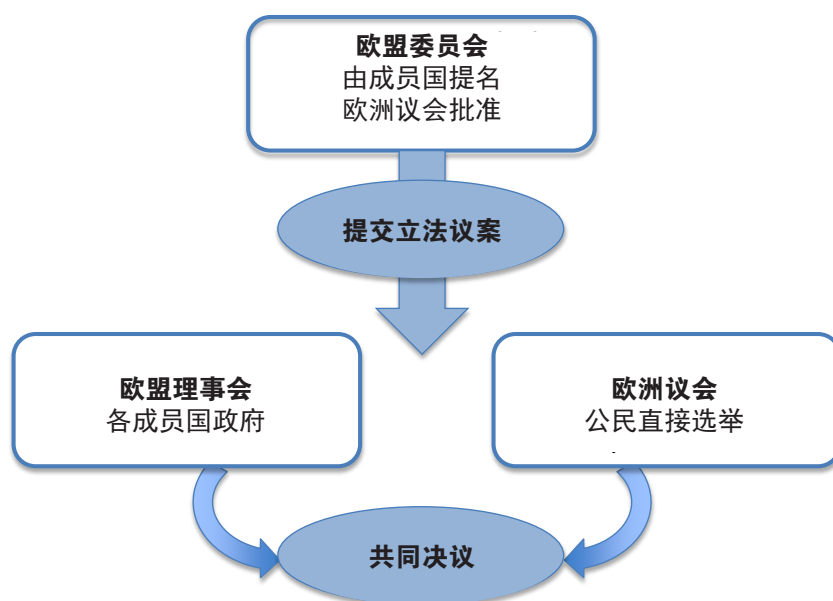 欧盟委员会
由成员国提名
欧洲议会批准
提交立法议案
欧盟理事会
各成员国政府
欧洲议会
公民直接选举
共同决议